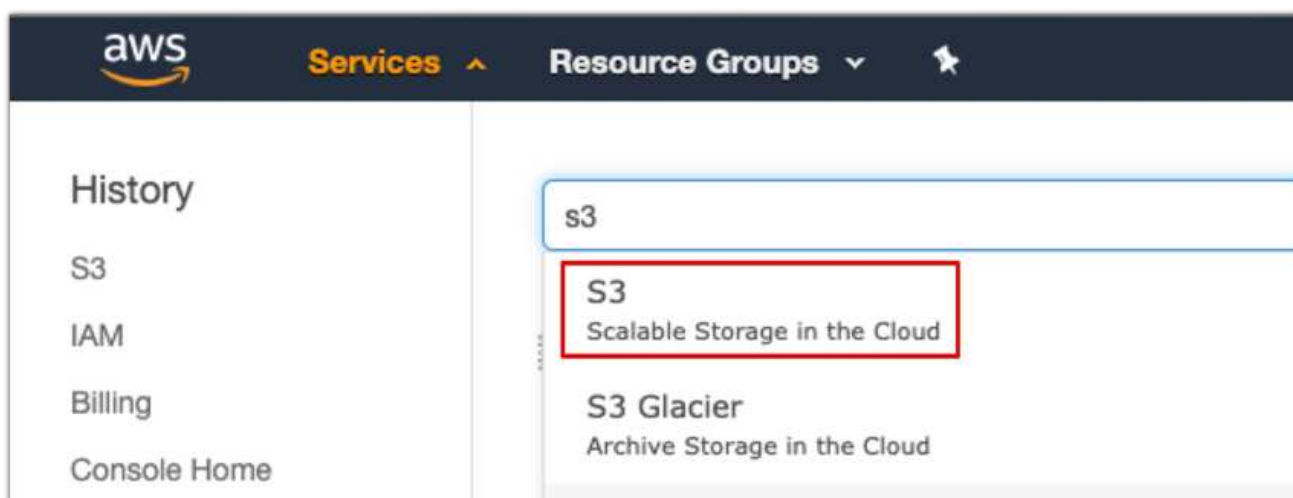 aws
Services
Resource Groups
History
S3
IAM
Billing
Console Home
s3
S3
Scalable Storage in the Cloud
S3 Glacier
Archive Storage in the Cloud